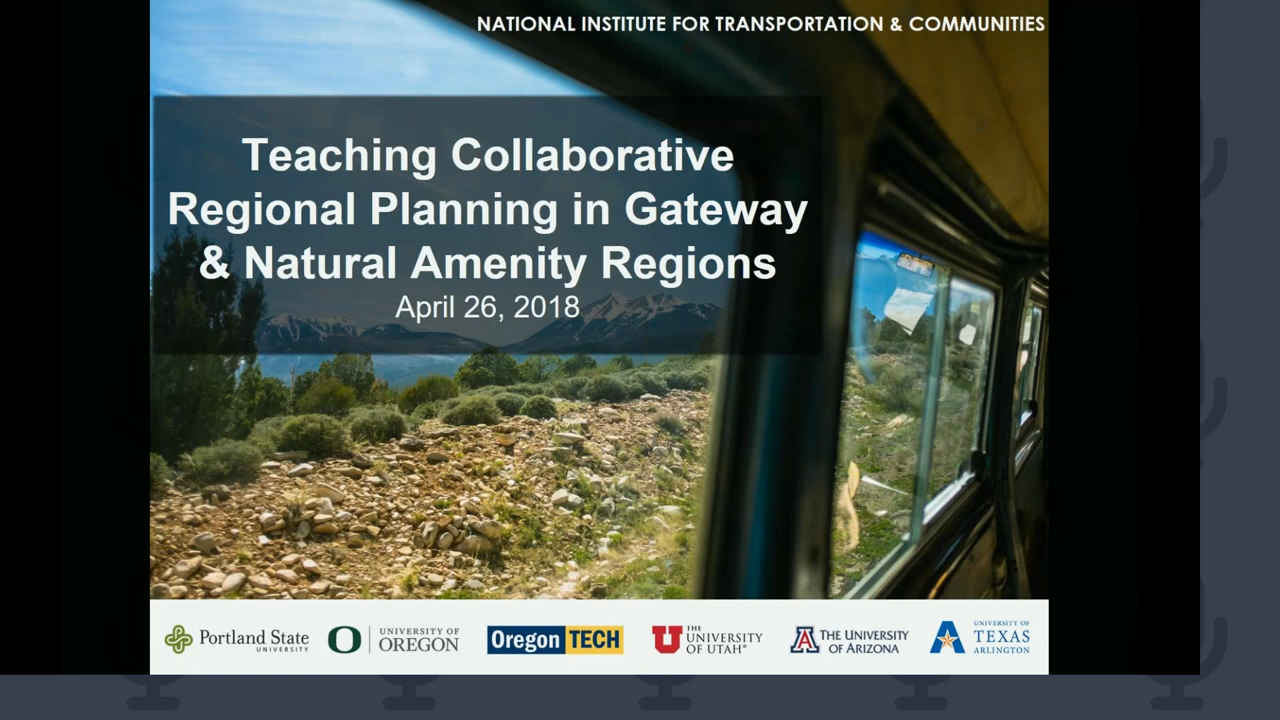 NATIONAL INSTITUTE FOR TRANSPORTATION & COMMUNITIES
Teaching Collaborative
Regional Planning in Gateway
& Natural Amenity Regions
April 26, 2018
Portland State
UNIVERSITY
O
UNIVERSITY OF
OREGON
Oregon TECH
U
THE
UNIVERSITY
OF UTAH®
A
THE UNIVERSITY
OF ARIZONA
A
UNIVERSITY OF
TEXAS
ARLINGTON